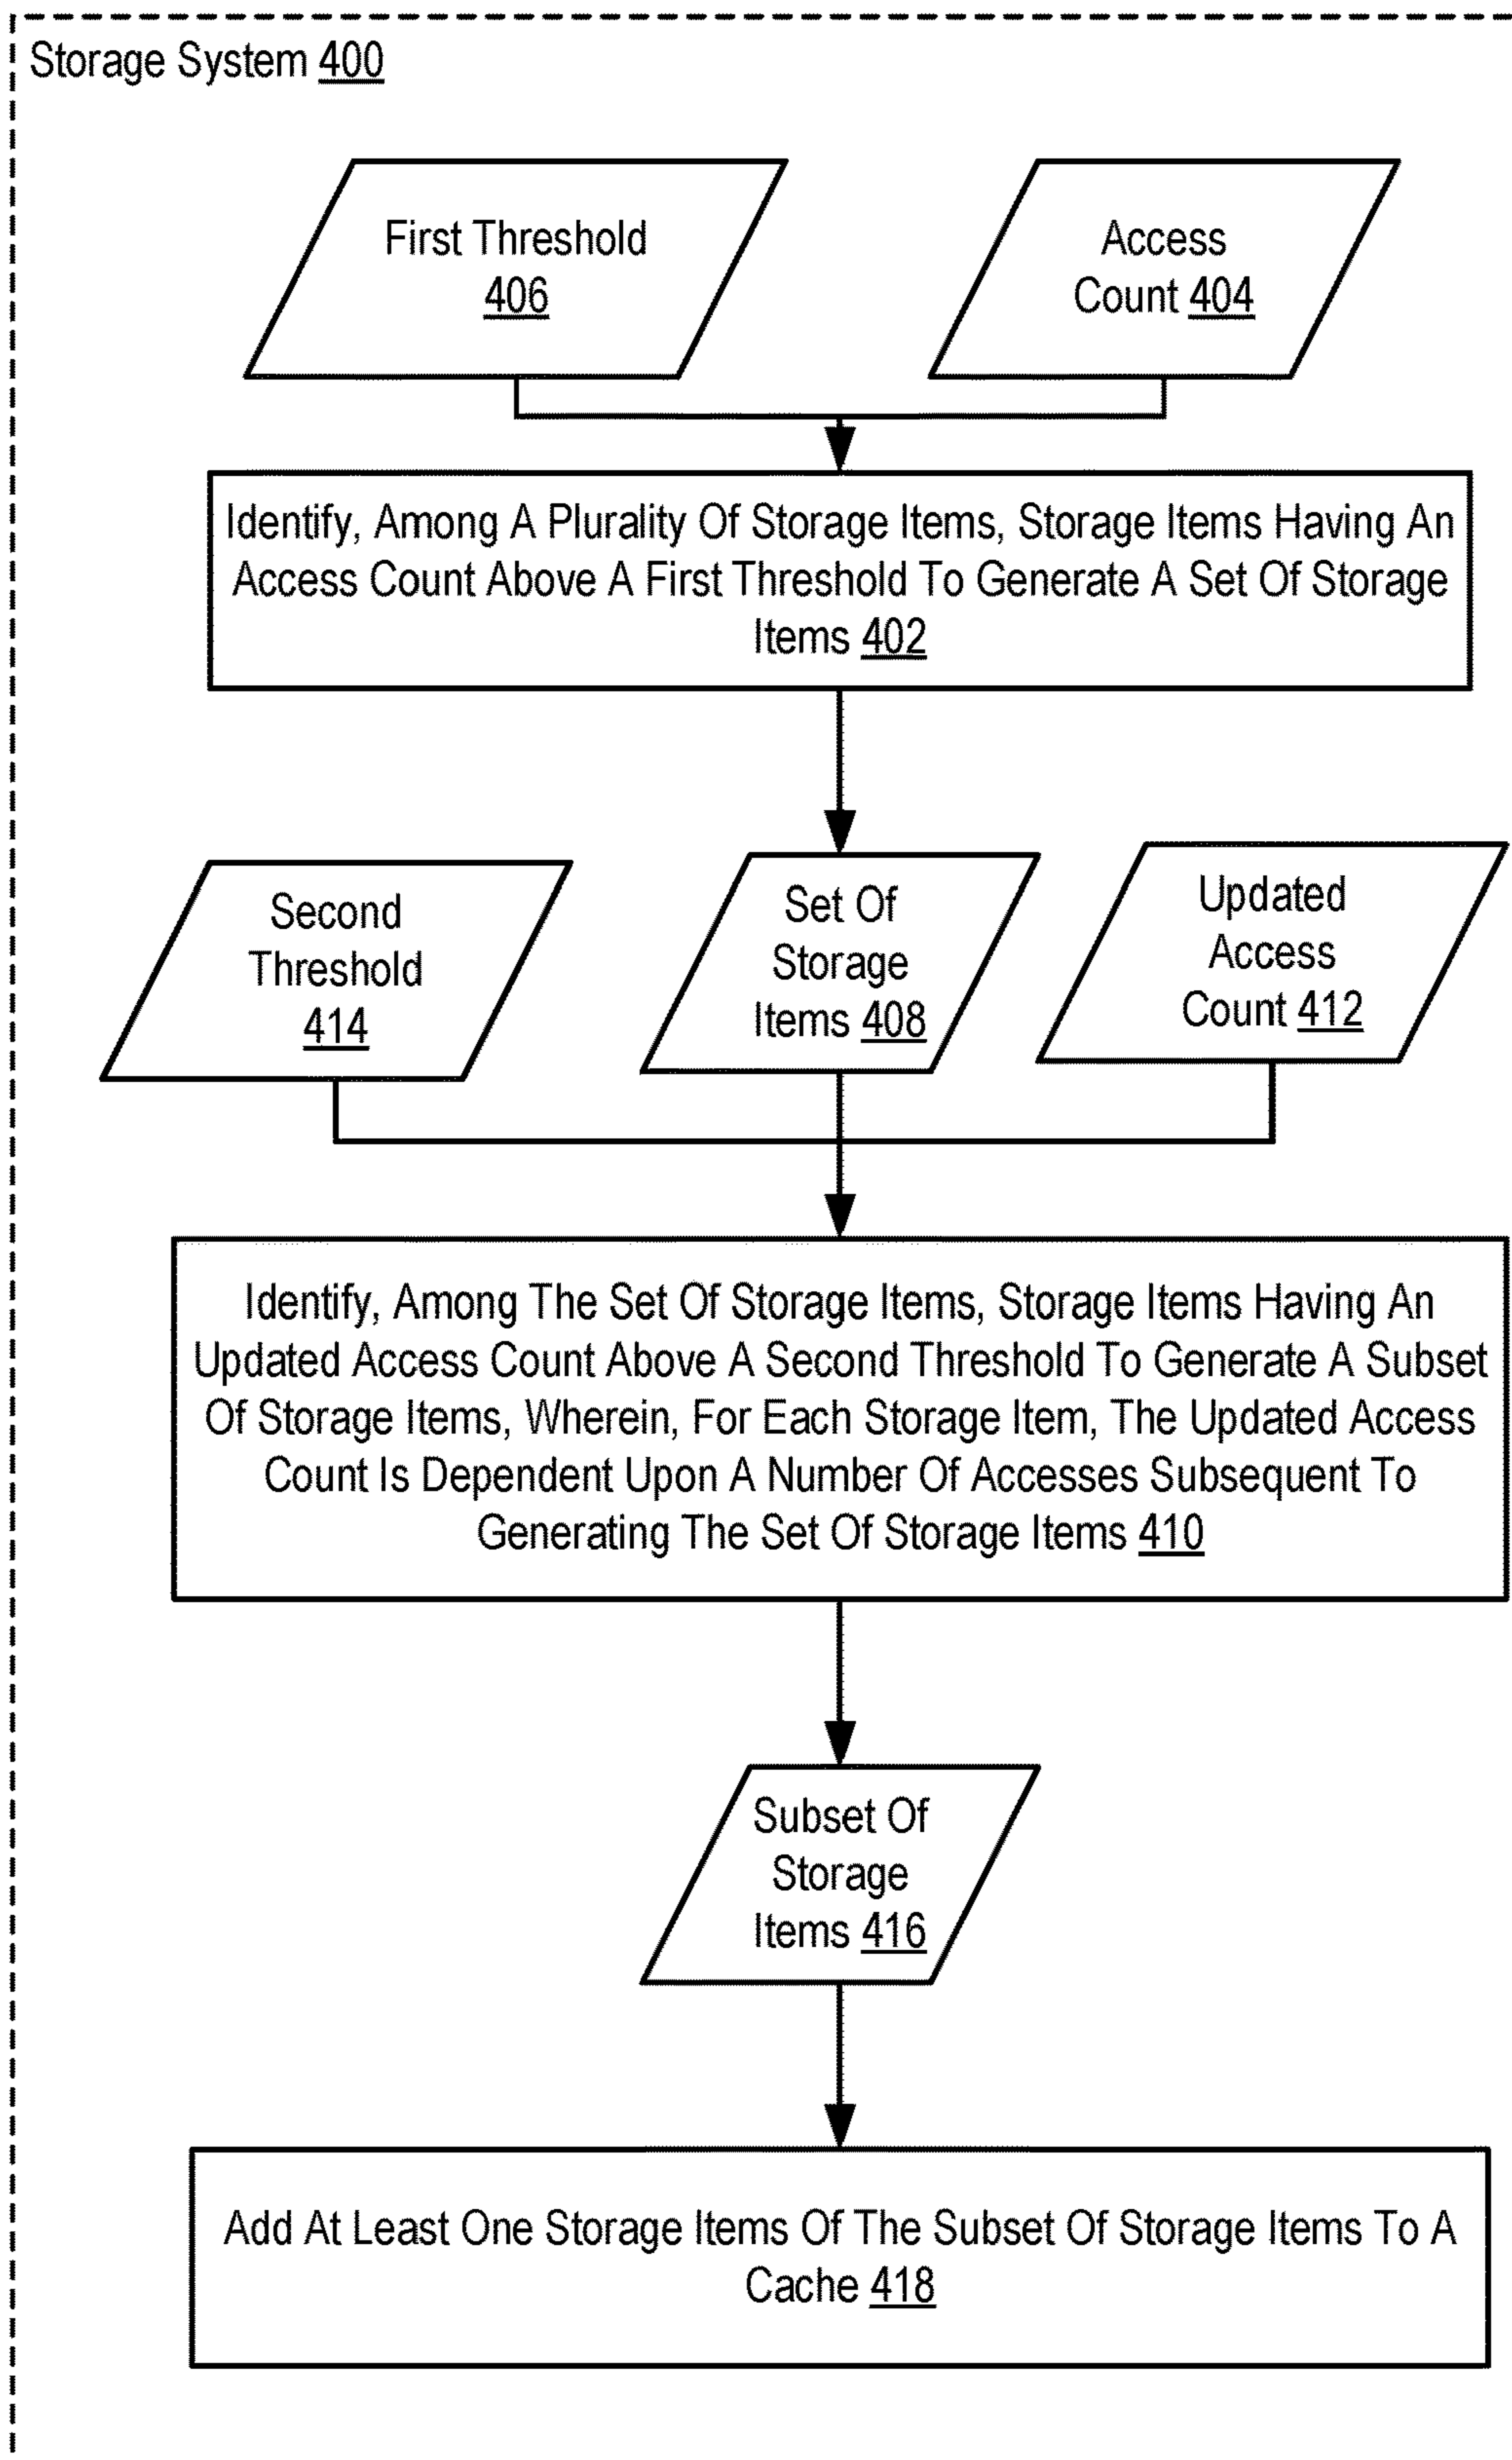 Storage System 400
First Threshold
406
Access
Count 404
Identify, Among A Plurality Of Storage Items, Storage Items Having An
Access Count Above A First Threshold To Generate A Set Of Storage
Items 402
Second
Threshold
414
Set Of
Storage
Items 408
Updated
Access
Count 412
Identify, Among The Set Of Storage Items, Storage Items Having An
Updated Access Count Above A Second Threshold To Generate A Subset
Of Storage Items, Wherein, For Each Storage Item, The Updated Access
Count Is Dependent Upon A Number Of Accesses Subsequent To
Generating The Set Of Storage Items 410
Subset Of
Storage
Items 416
Add At Least One Storage Items Of The Subset Of Storage Items To A
Cache 418